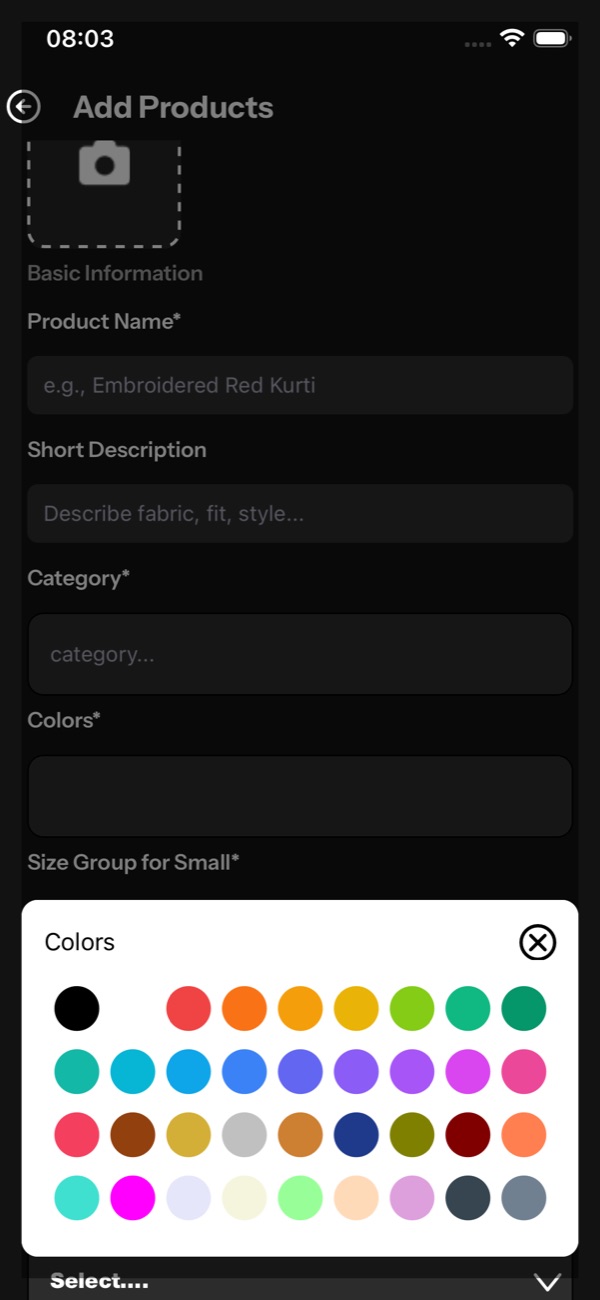 08:03
Add Products
Basic Information
Product Name*
e.g., Embroidered Red Kurti
Short Description
Describe fabric, fit, style...
Category*
category...
Colors*
Size Group for Small*
Colors
Select....